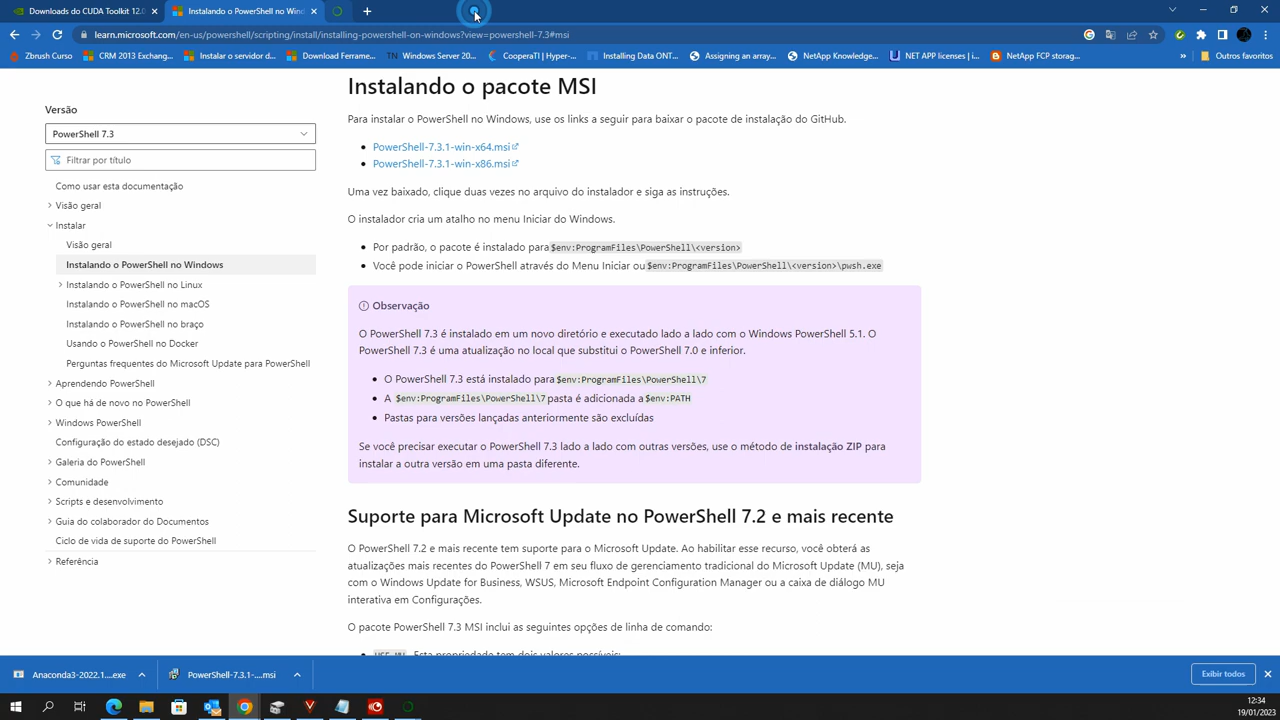 Downloads do CUDA Toolkit 12.0
Instalando o PowerShell no Wind
learn.microsoft.com/en-us/powershell/scripting/install/installing-powershell-on-windows?view=powershell-7.3#msi
Zbrush Curso
CRM 2013 Exchang...
Instalar o servidor d...
Download Ferrame...
Windows Server 20...
CooperaTI | Hyper-...
Installing Data ONT...
Assigning an array...
NetApp Knowledge...
NET APP licenses | i...
NetApp FCP storag...
»
Outros favoritos
Versão
PowerShell 7.3
Filtrar por título
Como usar esta documentação
Visão geral
Instalar
Visão geral
Instalando o PowerShell no Windows
Instalando o PowerShell no Linux
Instalando o PowerShell no macOS
Instalando o PowerShell no braço
Usando o PowerShell no Docker
Perguntas frequentes do Microsoft Update para PowerShell
Aprendendo PowerShell
O que há de novo no PowerShell
Windows PowerShell
Configuração do estado desejado (DSC)
Galeria do PowerShell
Comunidade
Scripts e desenvolvimento
Guia do colaborador do Documentos
Ciclo de vida de suporte do PowerShell
Referência
Instalando o pacote MSI
Para instalar o PowerShell no Windows, use os links a seguir para baixar o pacote de instalação do GitHub.
• PowerShell-7.3.1-win-x64.msi
• PowerShell-7.3.1-win-x86.msi
Uma vez baixado, clique duas vezes no arquivo do instalador e siga as instruções.
O instalador cria um atalho no menu Iniciar do Windows.
• Por padrão, o pacote é instalado para $env:ProgramFiles\PowerShell\<version>
• Você pode iniciar o PowerShell através do Menu Iniciar ou $env:ProgramFiles\PowerShell\<version>\pwsh.exe
Observação
O PowerShell 7.3 é instalado em um novo diretório e executado lado a lado com o Windows PowerShell 5.1. O
PowerShell 7.3 é uma atualização no local que substitui o PowerShell 7.0 e inferior.
• O PowerShell 7.3 está instalado para $env:ProgramFiles\PowerShell\7
• A $env:ProgramFiles\PowerShell\7 pasta é adicionada a $env:PATH
• Pastas para versões lançadas anteriormente são excluídas
Se você precisar executar o PowerShell 7.3 lado a lado com outras versões, use o método de instalação ZIP para
instalar a outra versão em uma pasta diferente.
Suporte para Microsoft Update no PowerShell 7.2 e mais recente
O PowerShell 7.2 e mais recente tem suporte para o Microsoft Update. Ao habilitar esse recurso, você obterá as
atualizações mais recentes do PowerShell 7 em seu fluxo de gerenciamento tradicional do Microsoft Update (MU), seja
com o Windows Update for Business, WSUS, Microsoft Endpoint Configuration Manager ou a caixa de diálogo MU
interativa em Configurações.
O pacote PowerShell 7.3 MSI inclui as seguintes opções de linha de comando:
• USE_MU - Esta propriedade tem dois valores possíveis:
Anaconda3-2022.1....exe
PowerShell-7.3.1-....msi
Exibir todos
12:34
19/01/2023